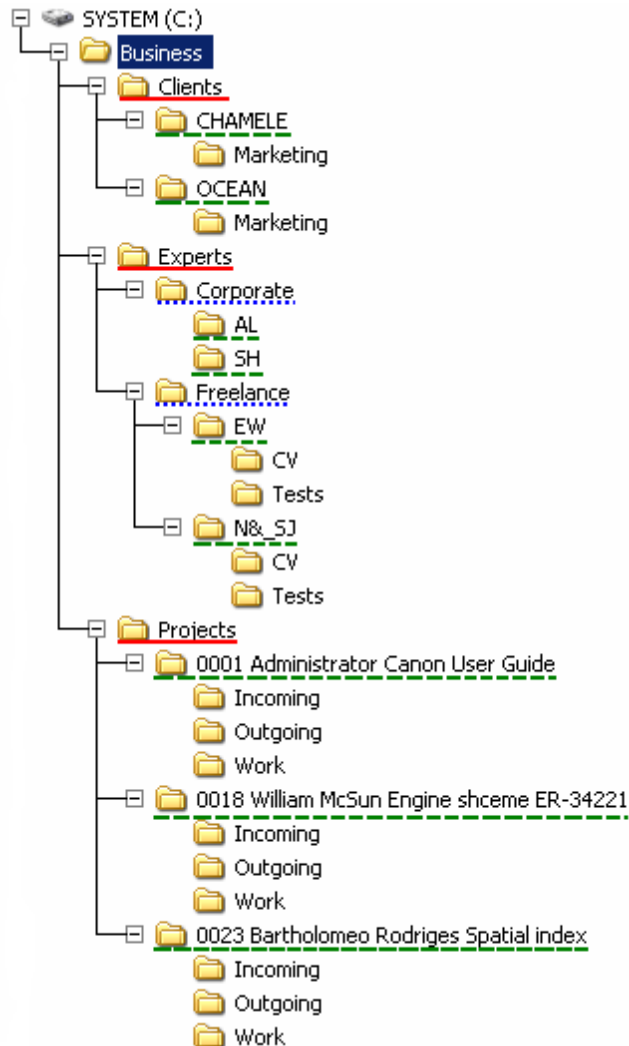 SYSTEM (C:)
Business
Clients
CHAMELE
Marketing
OCEAN
Marketing
Experts
Corporate
AL
SH
Freelance
EW
CV
Tests
N&_SJ
CV
Tests
Projects
0001 Administrator Canon User Guide
Incoming
Outgoing
Work
0018 William McSun Engine shceme ER-34221
Incoming
Outgoing
Work
0023 Bartholomeo Rodriges Spatial index
Incoming
Outgoing
Work